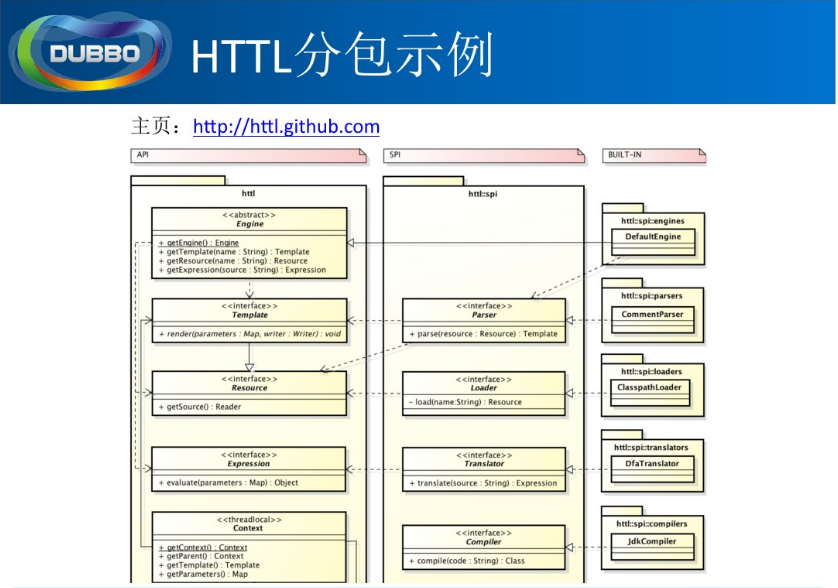 DUBBO
HTTL分包示例
主页：http://httl.github.com
API
SPI
BUILT-IN
httl
<<abstract>>
Engine
+ getEngine() : Engine
+ getTemplate(name : String) : Template
+ getResource(name : String) : Resource
+ getExpression(source : String) : Expression
<<interface>>
Template
+ render(parameters : Map, writer : Writer) : void
<<interface>>
Resource
+ getSource() : Reader
<<interface>>
Expression
+ evaluate(parameters : Map) : Object
<<threadlocal>>
Context
+ getContext() : Context
+ getParent() : Context
+ getTemplate() : Template
+ getParameters() : Map
httl::spi
<<interface>>
Parser
+ parse(resource : Resource) : Template
<<interface>>
Loader
- load(name:String) : Resource
<<interface>>
Translator
+ translate(source : String) : Expression
<<interface>>
Compiler
+ compile(code : String) : Class
httl::spi::engines
DefaultEngine
httl::spi::parsers
CommentParser
httl::spi::loaders
ClasspathLoader
httl::spi::translators
DfaTranslator
httl::spi::compilers
JdkCompiler